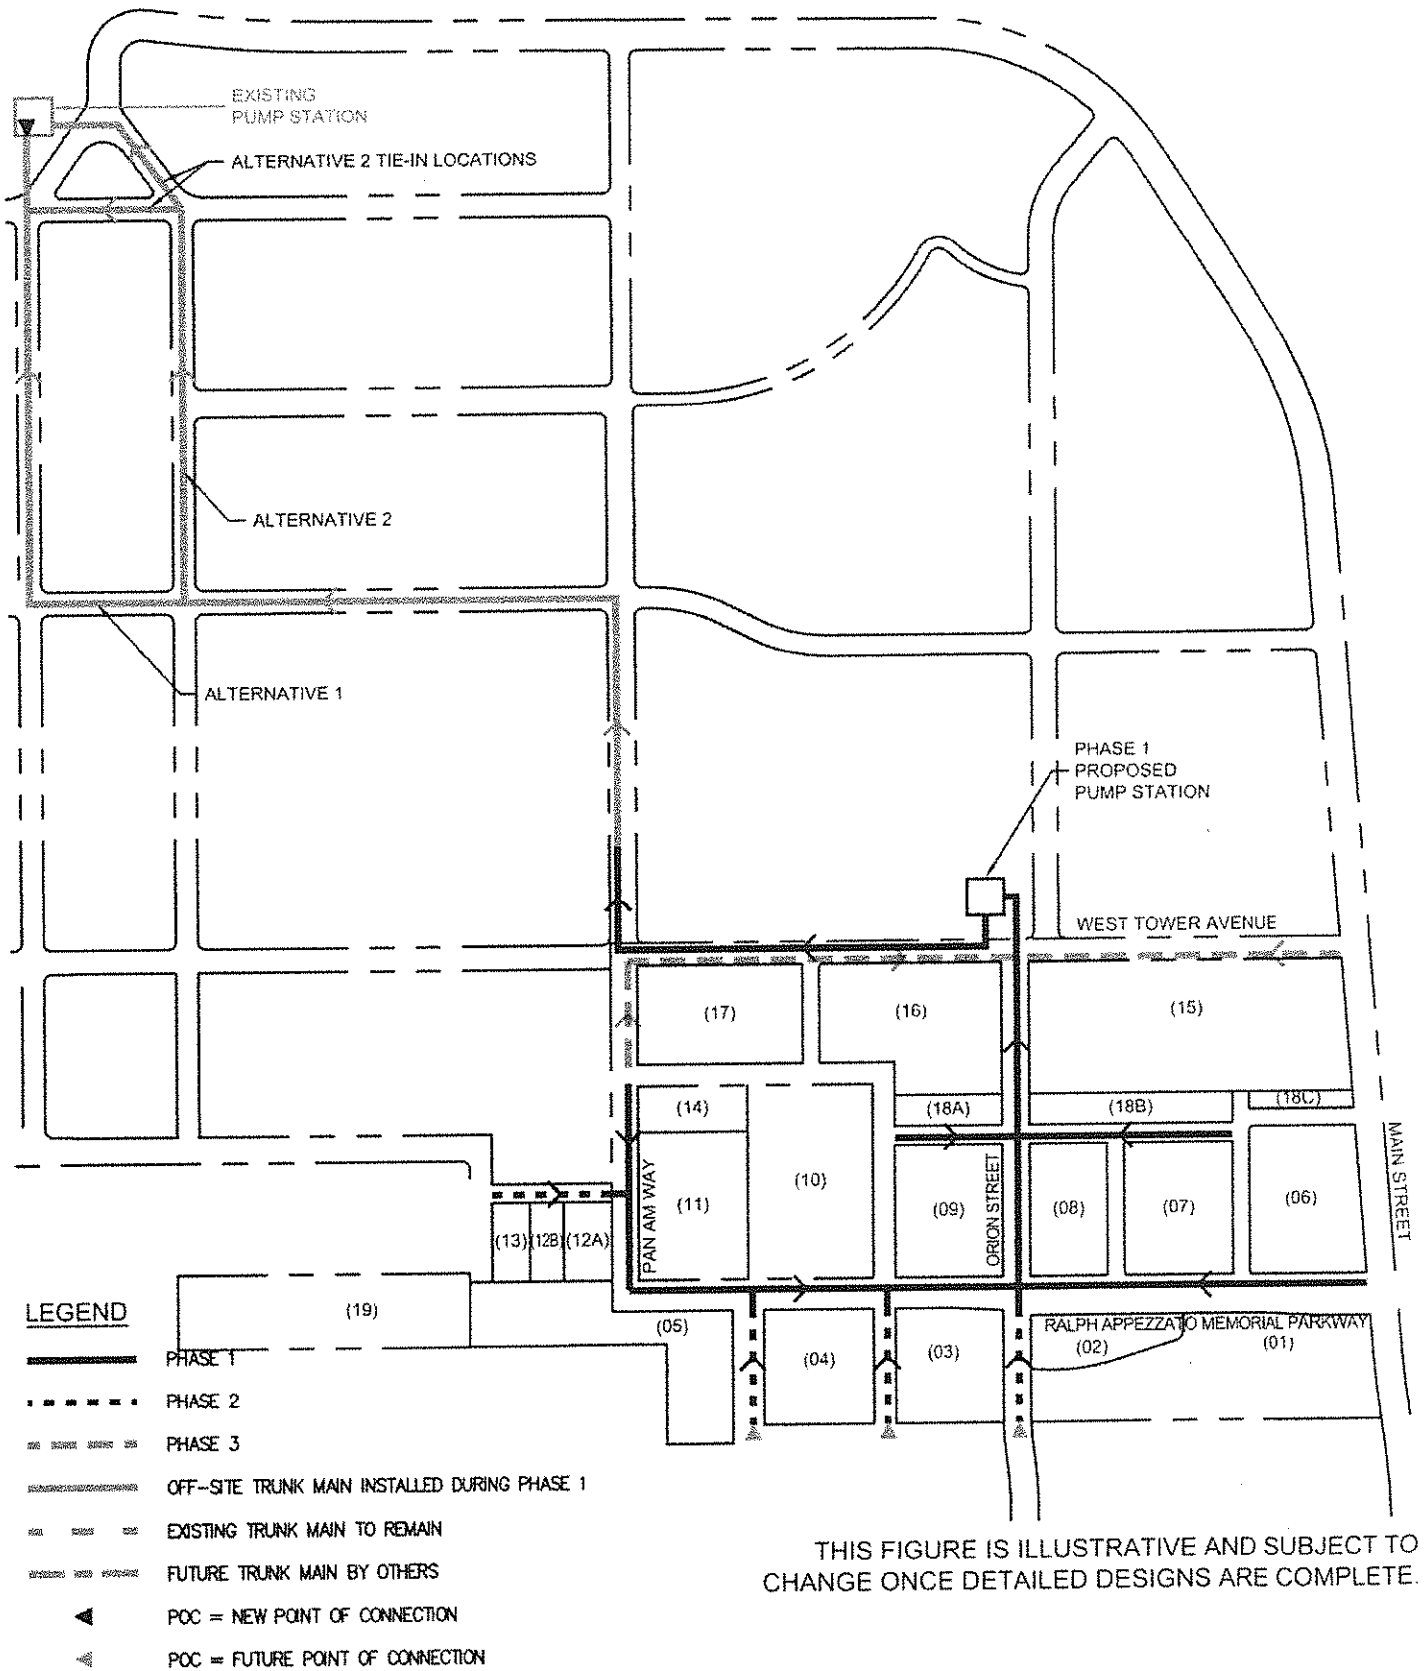 EXISTING
PUMP STATION
ALTERNATIVE 2 TIE-IN LOCATIONS
ALTERNATIVE 2
ALTERNATIVE 1
PHASE 1
PROPOSED
PUMP STATION
WEST TOWER AVENUE
(17)
(16)
(15)
(14)
(18A)
(18B)
(18C)
MAIN STREET
PAN AM WAY
(11)
(10)
(09)
ORION STREET
(08)
(07)
(06)
(13)
(12B)
(12A)
(19)
(05)
(04)
(03)
RALPH APPEZZATO MEMORIAL PARKWAY
(02)
(01)
LEGEND
PHASE 1
PHASE 2
PHASE 3
OFF-SITE TRUNK MAIN INSTALLED DURING PHASE 1
EXISTING TRUNK MAIN TO REMAIN
FUTURE TRUNK MAIN BY OTHERS
POC = NEW POINT OF CONNECTION
POC = FUTURE POINT OF CONNECTION
THIS FIGURE IS ILLUSTRATIVE AND SUBJECT TO
CHANGE ONCE DETAILED DESIGNS ARE COMPLETE.